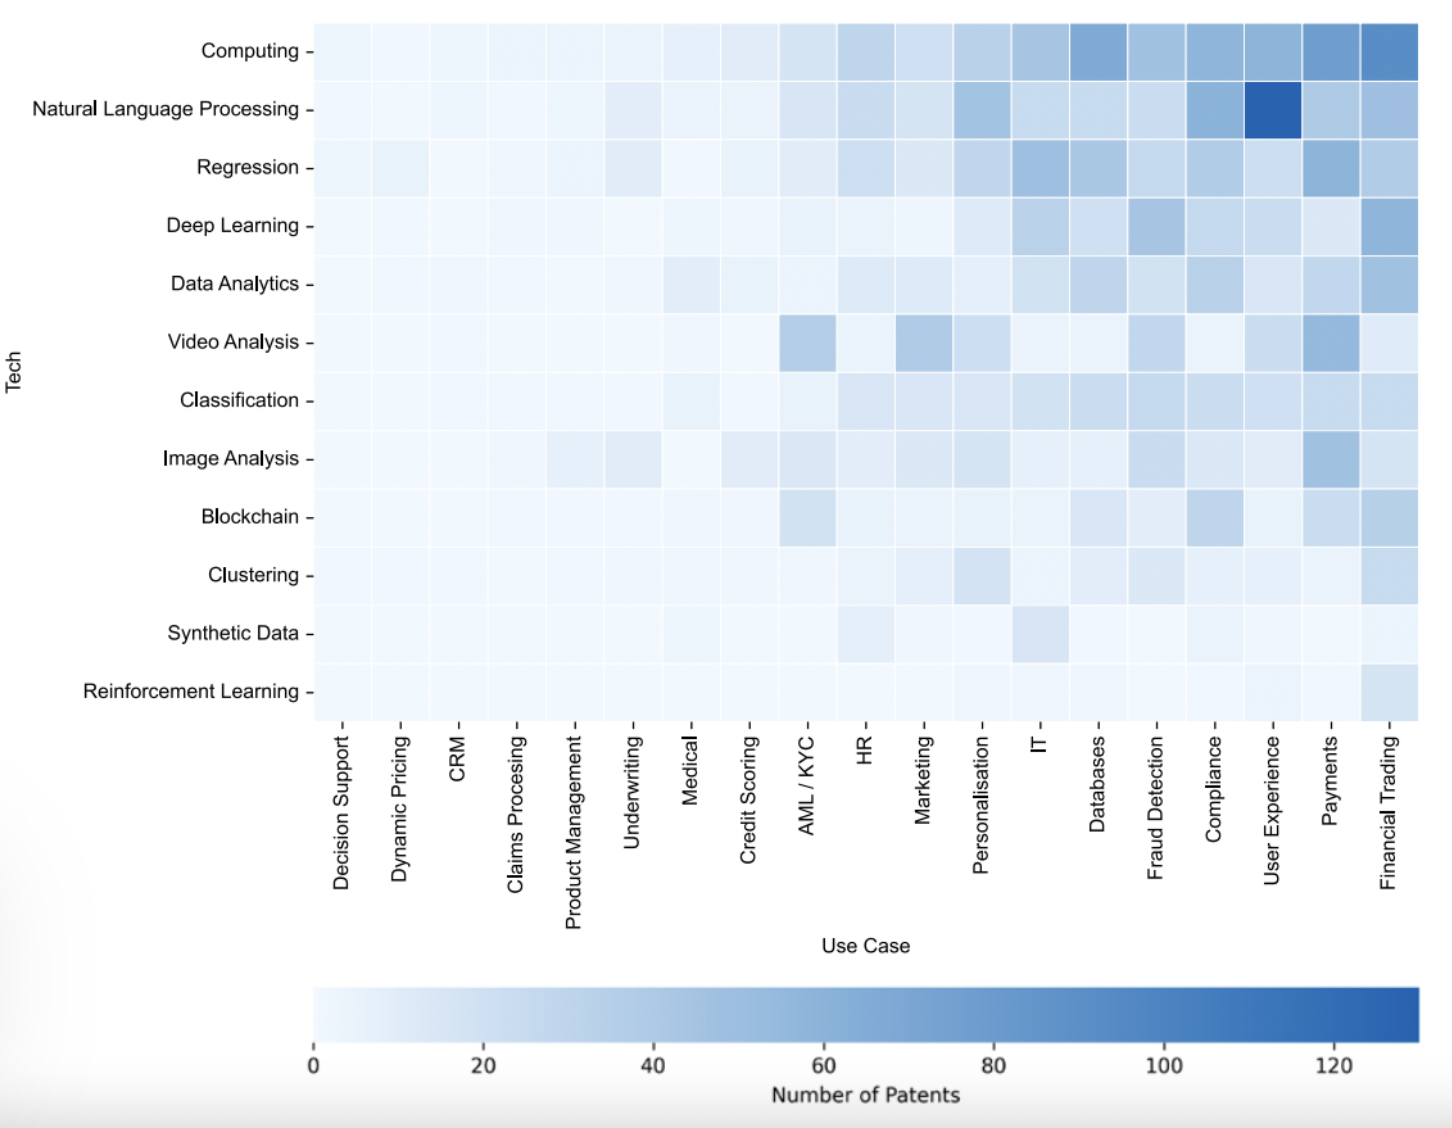 Computing
Natural Language Processing
Regression
Deep Learning
Data Analytics
Video Analysis
Classification
Image Analysis
Blockchain
Clustering
Synthetic Data
Reinforcement Learning
Tech
Decision Support
Dynamic Pricing
CRM
Claims Procesing
Product Management
Underwriting
Medical
Credit Scoring
AML / KYC
HR
Marketing
Personalisation
IT
Databases
Fraud Detection
Compliance
User Experience
Payments
Financial Trading
Use Case
0 20 40 60 80 100 120
Number of Patents